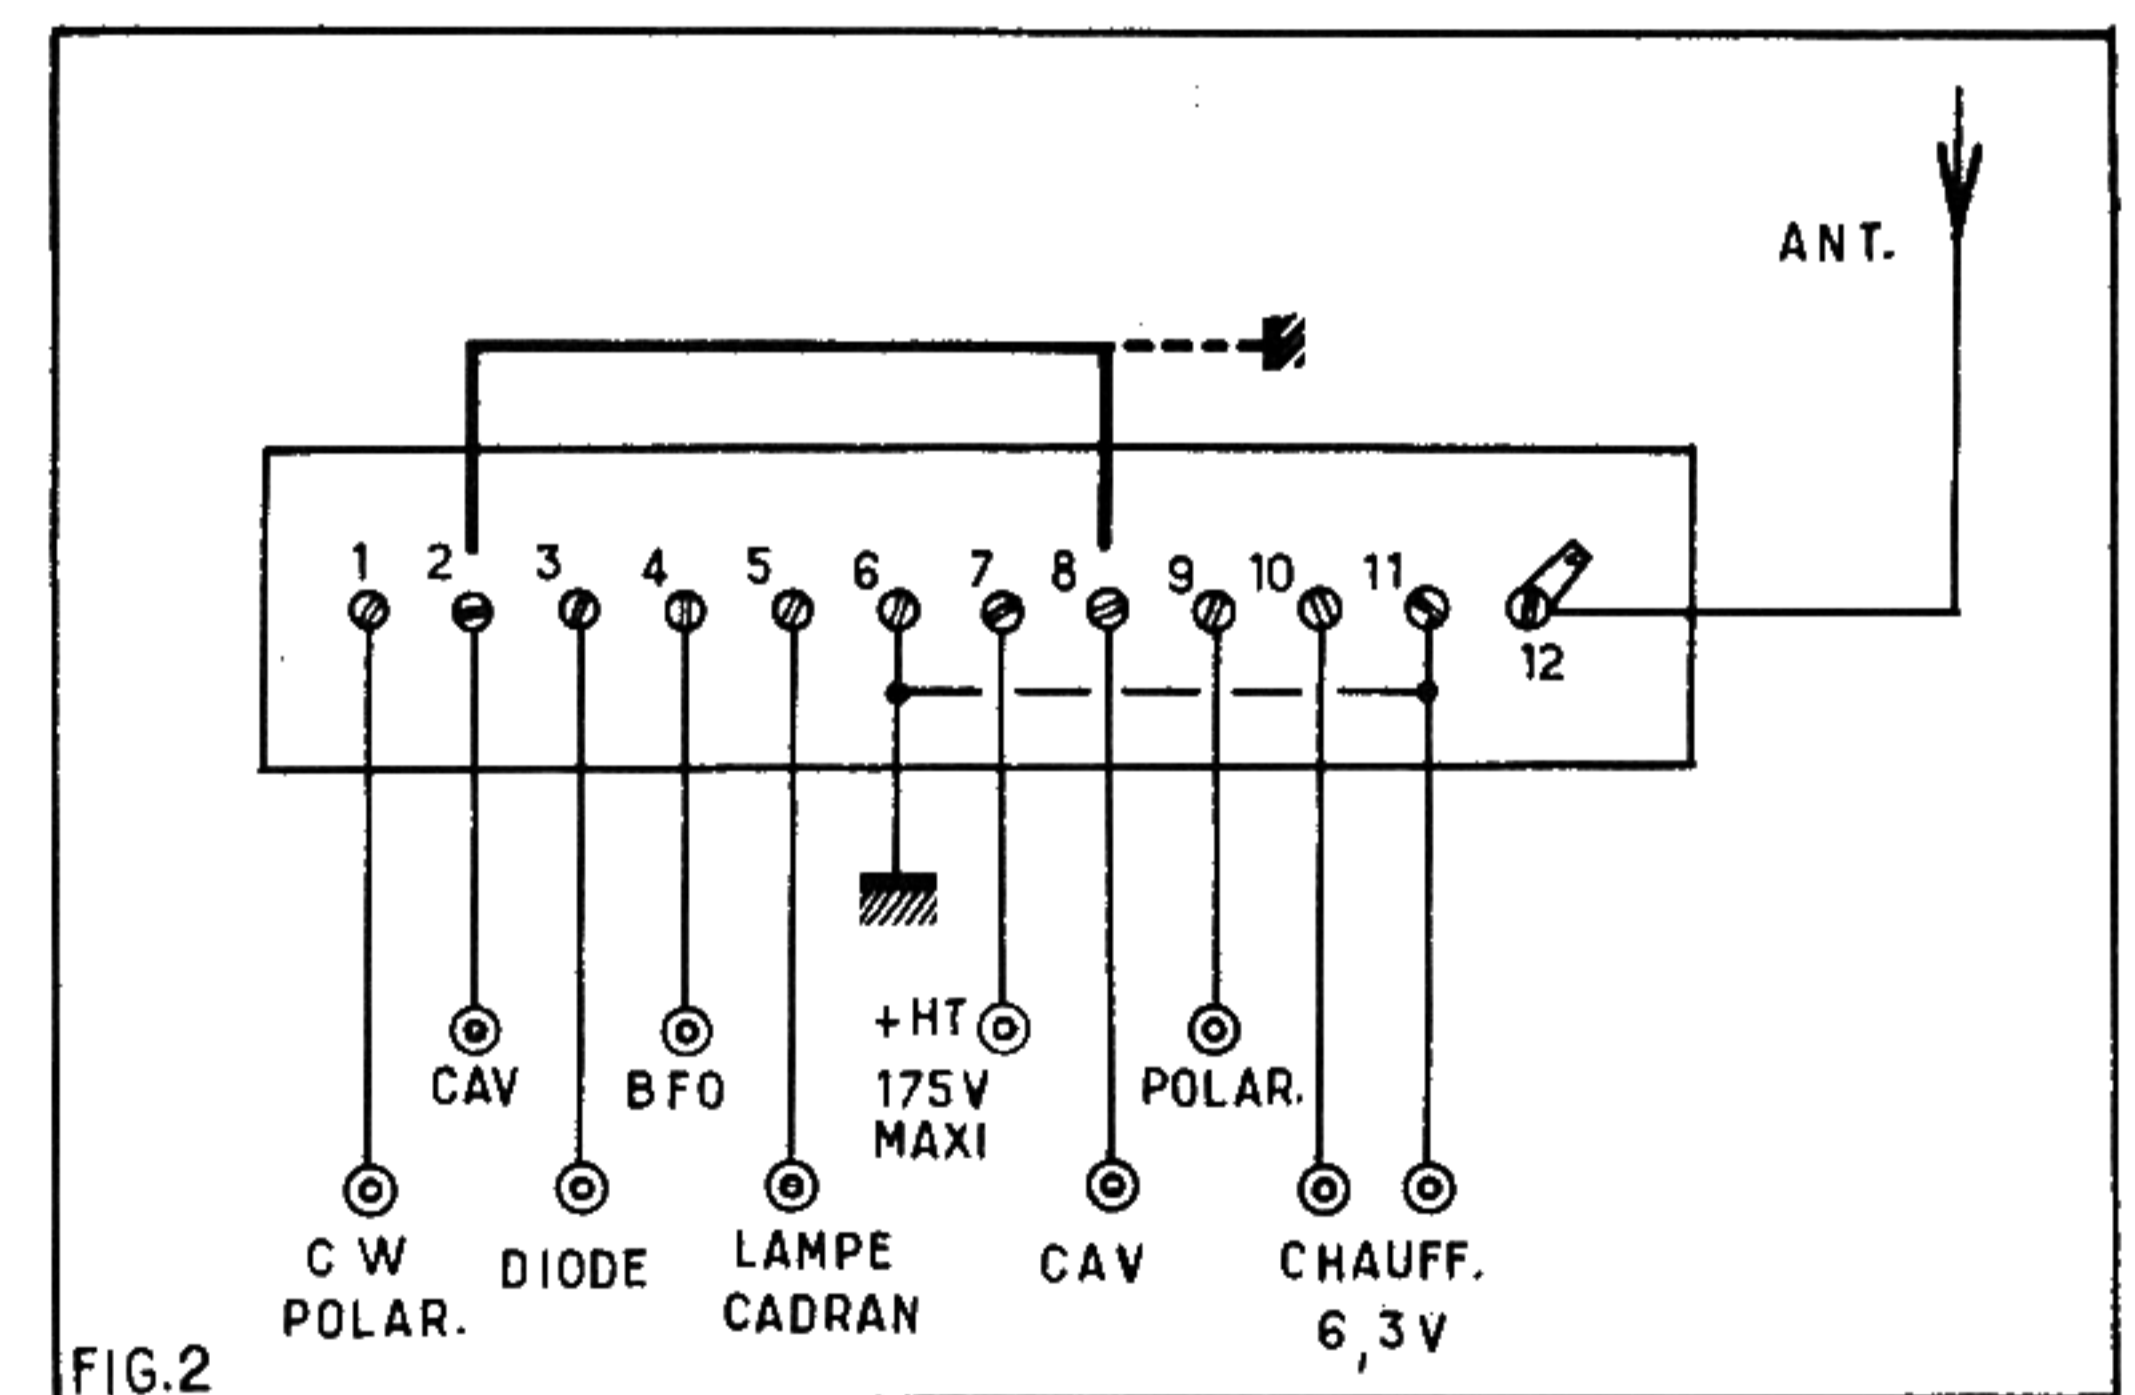 ANT.
1 2 3 4 5 6 7 8 9 10 11
12
CAV
BFO
+HT
175V
MAXI
POLAR.
CW
POLAR.
DIODE
LAMPE
CADRAN
CAV
CHAUFF.
6,3V
FIG.2